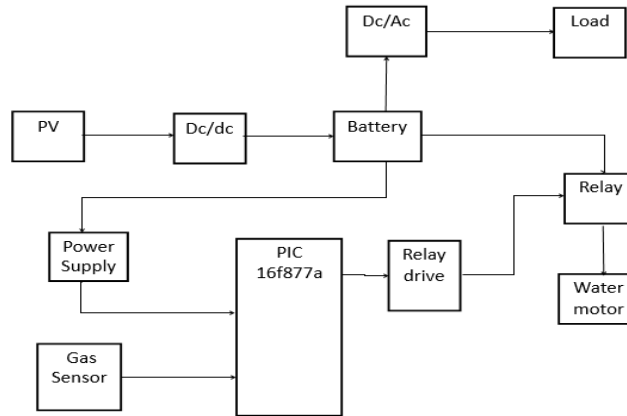 Dc/Ac
Load
PV
Dc/dc
Battery
Relay
Power
Supply
PIC
16f877a
Relay
drive
Water
motor
Gas
Sensor